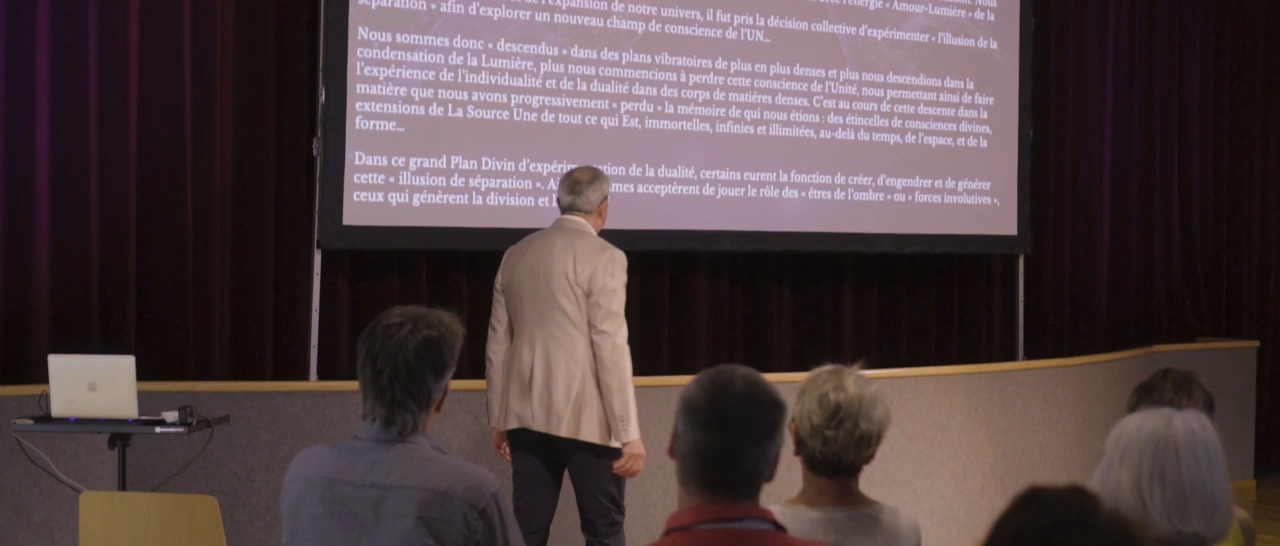 l'énergie « Amour-Lumière » de la
l'expansion de notre univers, il fut pris la décision collective d'expérimenter « l'illusion de la
séparation » afin d'explorer un nouveau champ de conscience de l'UN...
Nous sommes donc « descendus » dans des plans vibratoires de plus en plus denses et plus nous descendions dans la
condensation de la Lumière, plus nous commencions à perdre cette conscience de l'Unité, nous permettant ainsi de faire
l'expérience de l'individualité et de la dualité dans des corps de matières denses. C'est au cours de cette descente dans la
matière que nous avons progressivement « perdu » la mémoire de qui nous étions : des étincelles de consciences divines,
extensions de La Source Une de tout ce qui Est, immortelles, infinies et illimitées, au-delà du temps, de l'espace, et de la
forme...
Dans ce grand Plan Divin de la dualité, certains eurent la fonction de créer, d'engendrer et de générer
cette « illusion de séparation ». acceptèrent de jouer le rôle des « êtres de l'ombre » ou « forces involutives »,
ceux qui génèrent la division et